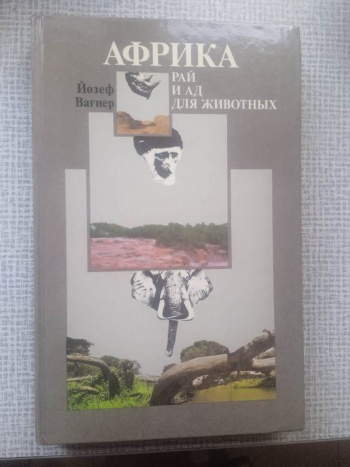 АФРИКА
Йозеф
Вагнер
РАЙ
И АД
ДЛЯ ЖИВОТНЫХ